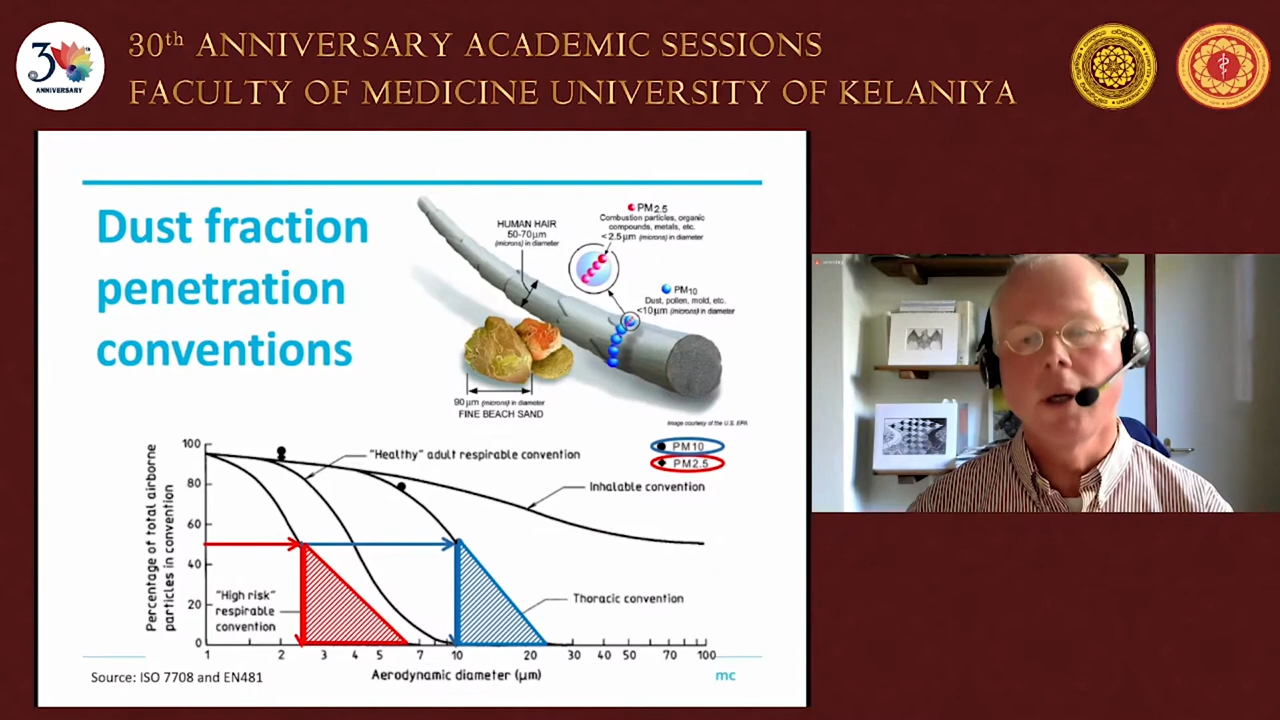 30th ANNIVERSARY ACADEMIC SESSIONS
FACULTY OF MEDICINE UNIVERSITY OF KELANIYA
30th
ANNIVERSARY
Dust fraction
penetration
conventions
HUMAN HAIR
50-70μm
(microns) in diameter
PM2.5
Combustion particles, organic
compounds, metals, etc.
<2.5μm (microns) in diameter
PM10
Dust, pollen, mold, etc.
<10μm (microns) in diameter
90 μm (microns) in diameter
FINE BEACH SAND
Image courtesy of the U.S. EPA
PM10
PM2.5
Percentage of total airborne
particles in convention
100
80
60
40
20
0
"Healthy" adult respirable convention
Inhalable convention
"High risk"
respirable
convention
Thoracic convention
1 2 3 4 5 7 10 20 30 40 50 70 100
Aerodynamic diameter (μm)
Source: ISO 7708 and EN481
mc